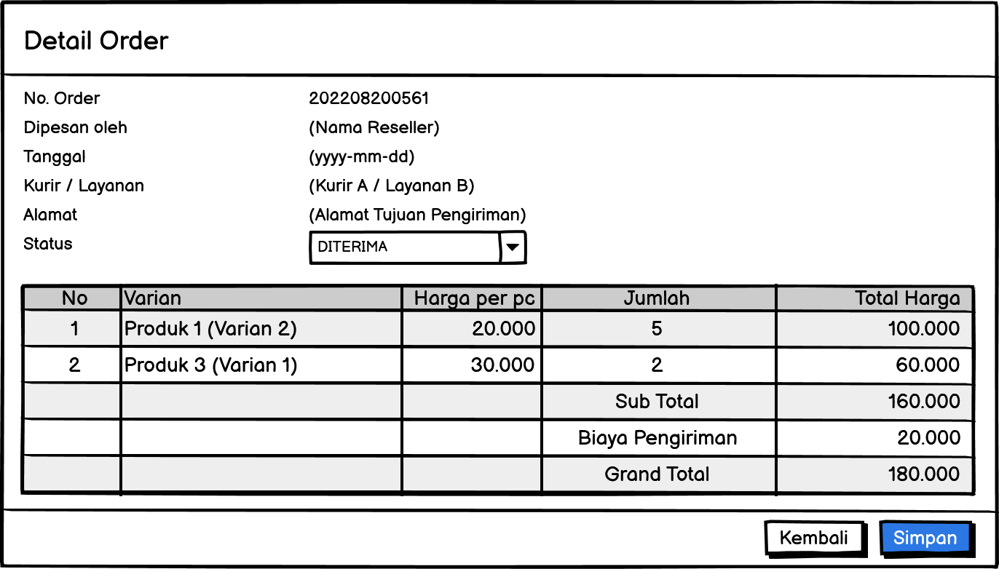 Detail Order
No. Order 202208200561
Dipesan oleh (Nama Reseller)
Tanggal (yyyy-mm-dd)
Kurir / Layanan (Kurir A / Layanan B)
Alamat (Alamat Tujuan Pengiriman)
Status DITERIMA
No Varian Harga per pc Jumlah Total Harga
1 Produk 1 (Varian 2) 20.000 5 100.000
2 Produk 3 (Varian 1) 30.000 2 60.000
Sub Total 160.000
Biaya Pengiriman 20.000
Grand Total 180.000
Kembali Simpan